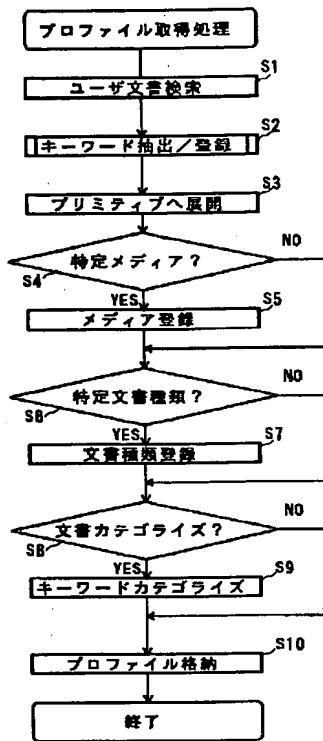 プロファイル取得処理
S1
ユーザ文書検索
S2
キーワード抽出/登録
S3
プリミティブへ展開
特定メディア?
NO
S4
YES
S5
メディア登録
特定文書種類?
NO
S6
YES
S7
文書種類登録
文書カテゴライズ?
NO
S8
YES
S9
キーワードカテゴライズ
S10
プロファイル格納
終了